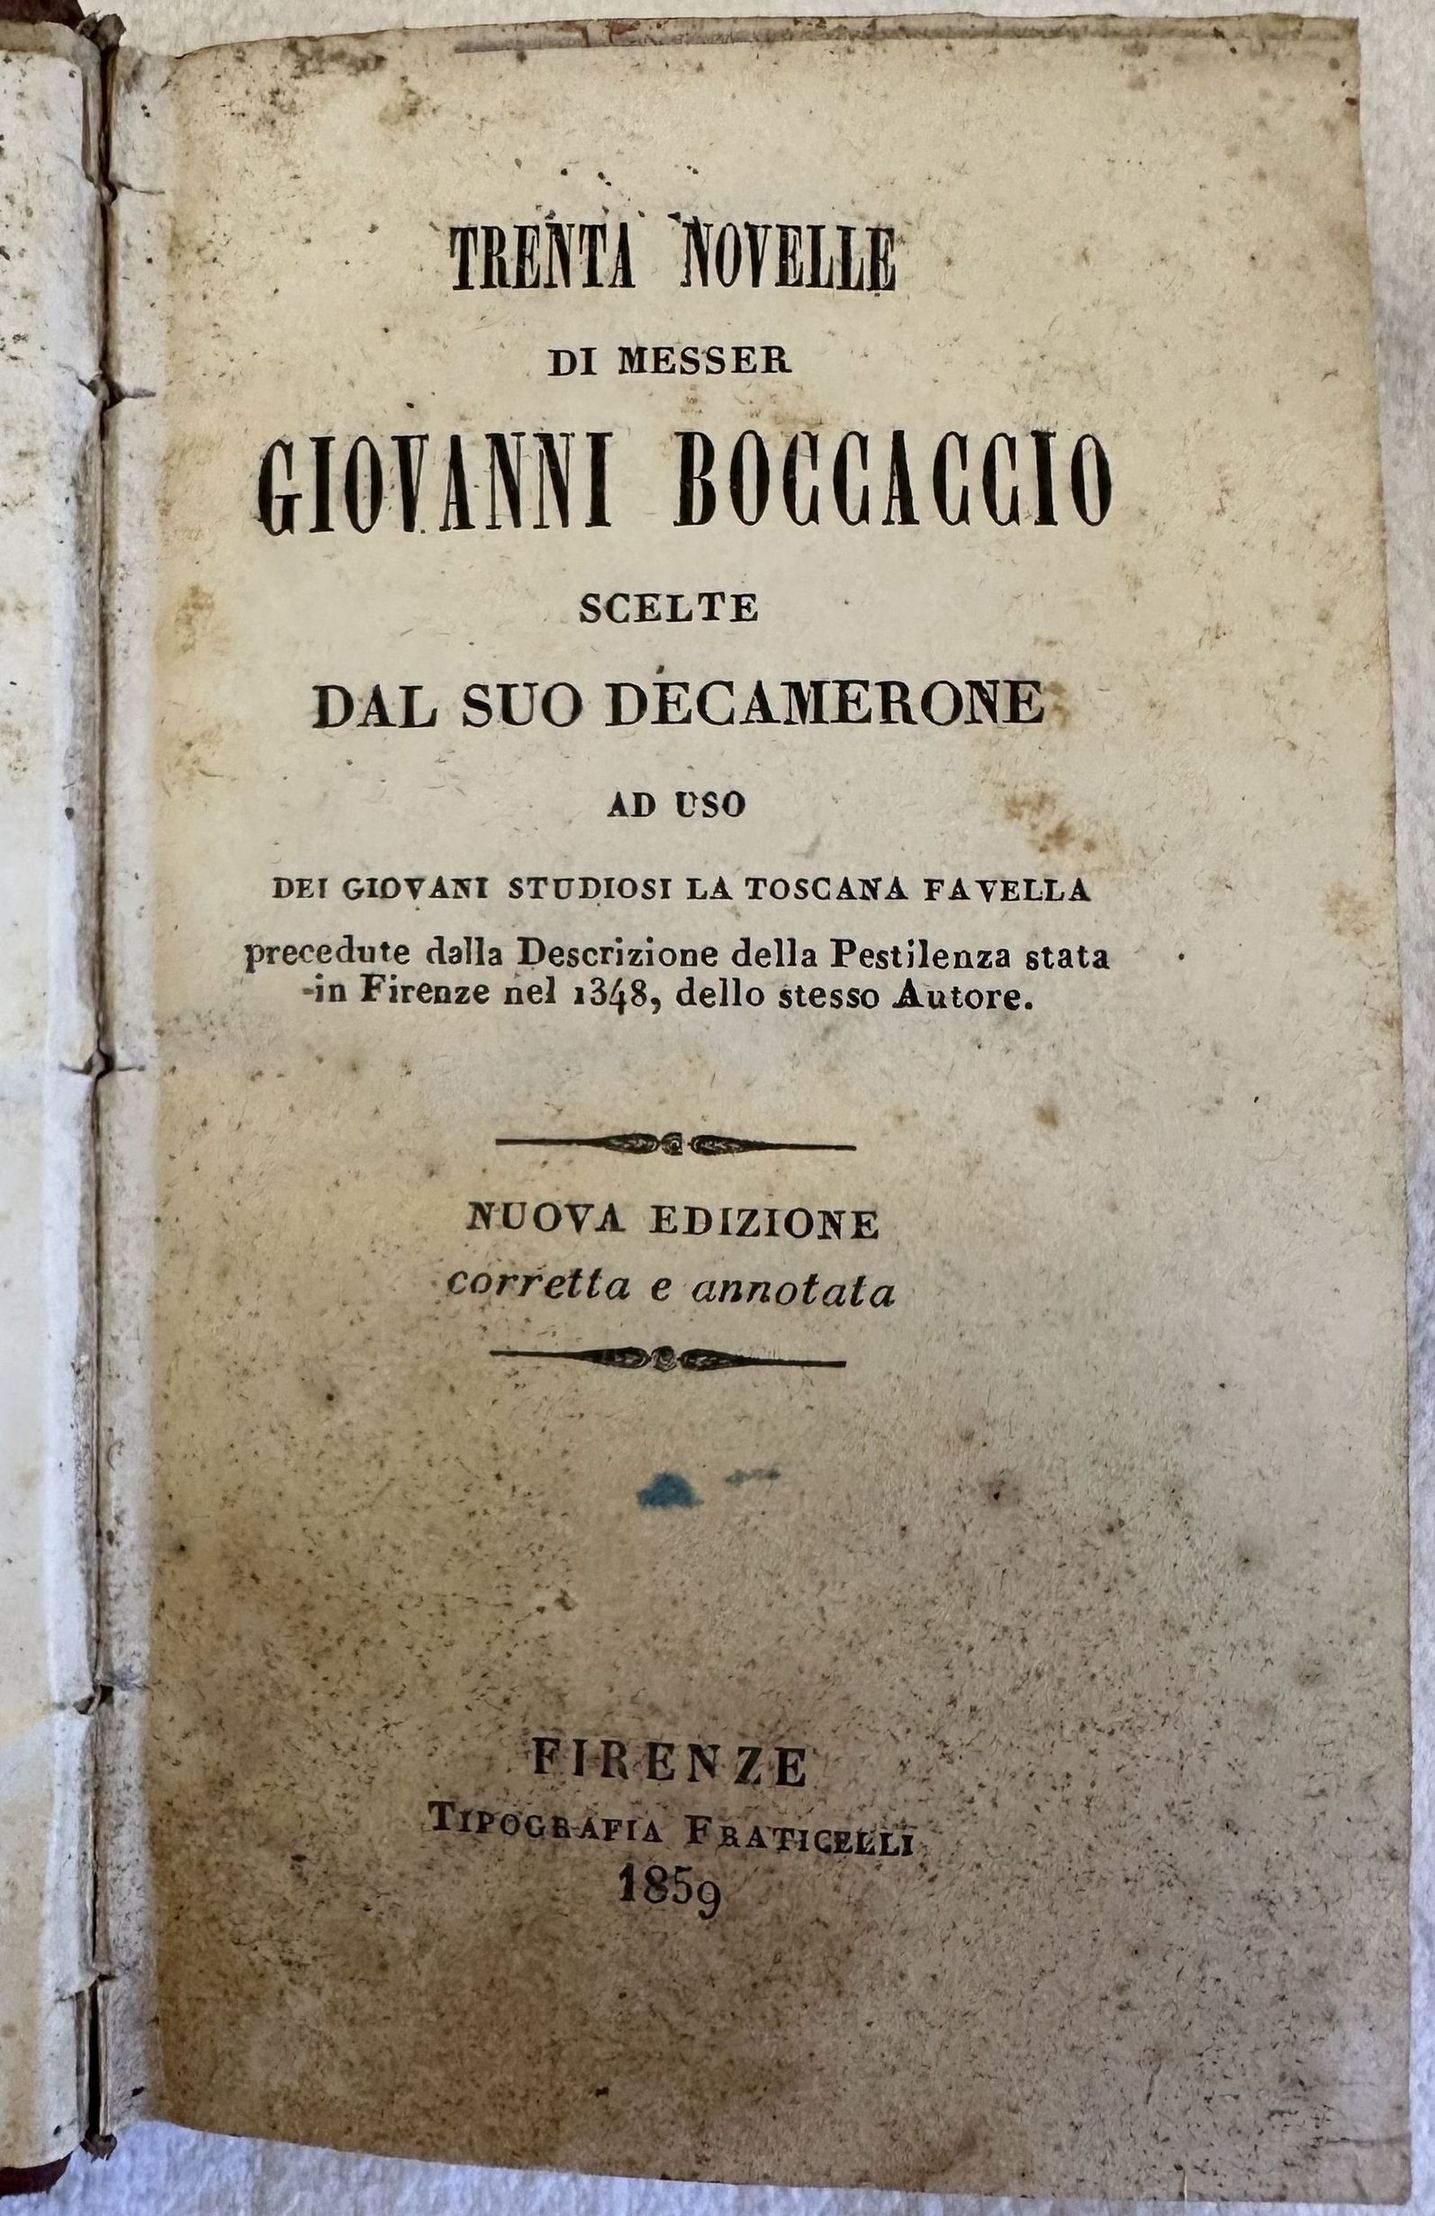 TRENTA NOVELLE
DI MESSER
GIOVANNI BOCCACCIO
SCELTE
DAL SUO DECAMERONE
AD USO
DEI GIOVANI STUDIOSI LA TOSCANA FAVELLA
precedute dalla Descrizione della Pestilenza stata
in Firenze nel 1348, dello stesso Autore.
NUOVA EDIZIONE
corretta e annotata
FIRENZE
TIPOGRAFIA FRATICELLI
1859